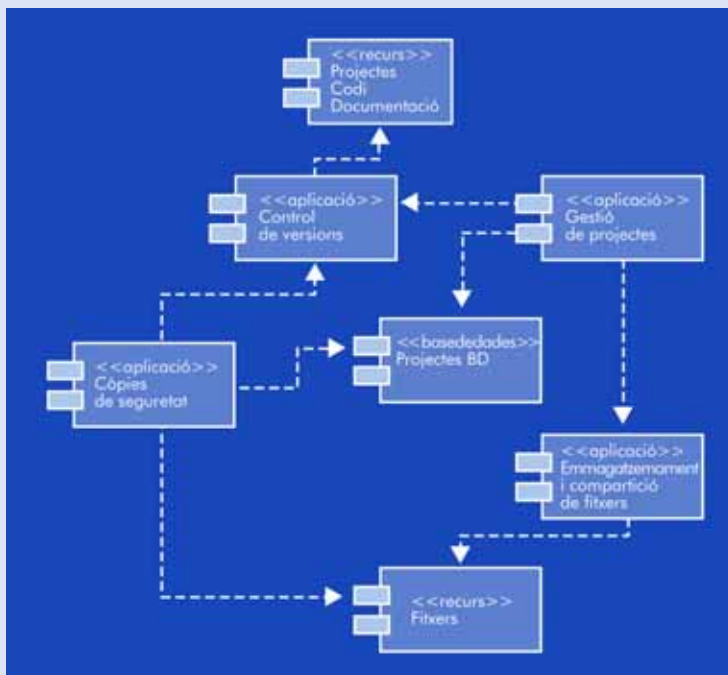 <<recurs>>
Projectes
Codi
Documentació
<<aplicació>>
Control
de versions
<<aplicació>>
Gestió
de projectes
<<basededades>>
Projectes BD
<<aplicació>>
Còpies
de seguretat
<<aplicació>>
Emmagatzemament
i compartició
de fitxers
<<recurs>>
Fitxers